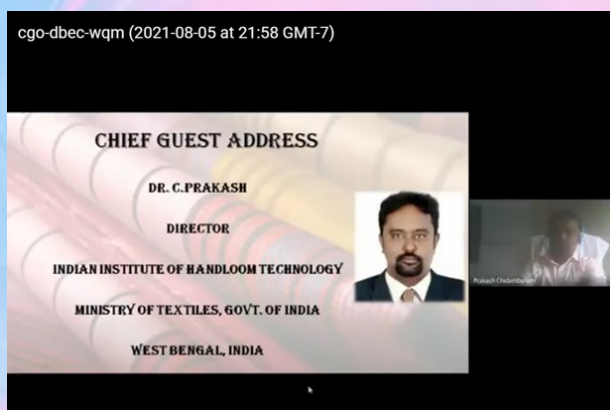 cgo-dbec-wqm (2021-08-05 at 21:58 GMT-7)
CHIEF GUEST ADDRESS
DR. C.PRAKASH
DIRECTOR
INDIAN INSTITUTE OF HANDLOOM TECHNOLOGY
MINISTRY OF TEXTILES, GOVT. OF INDIA
WEST BENGAL, INDIA
Prakash Chidambaram